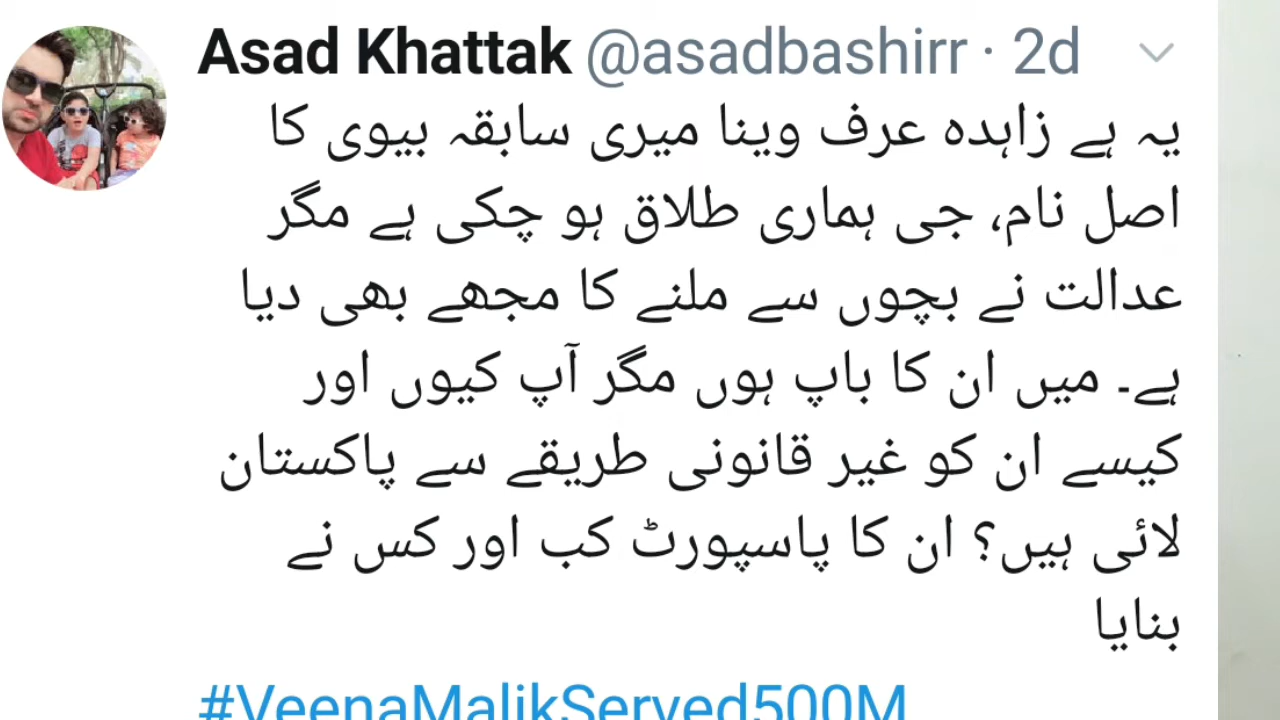 Asad Khattak @asadbashirr · 2d
یہ ہے زاہدہ عرف وینا میری سابقہ بیوی کا
اصل نام، جی ہماری طلاق ہو چکی ہے مگر
عدالت نے بچوں سے ملنے کا مجھے بھی دیا
ہے۔ میں ان کا باپ ہوں مگر آپ کیوں اور
کیسے ان کو غیر قانونی طریقے سے پاکستان
لائی ہیں؟ ان کا پاسپورٹ کب اور کس نے
بنایا
#VeenaMalikServed500M